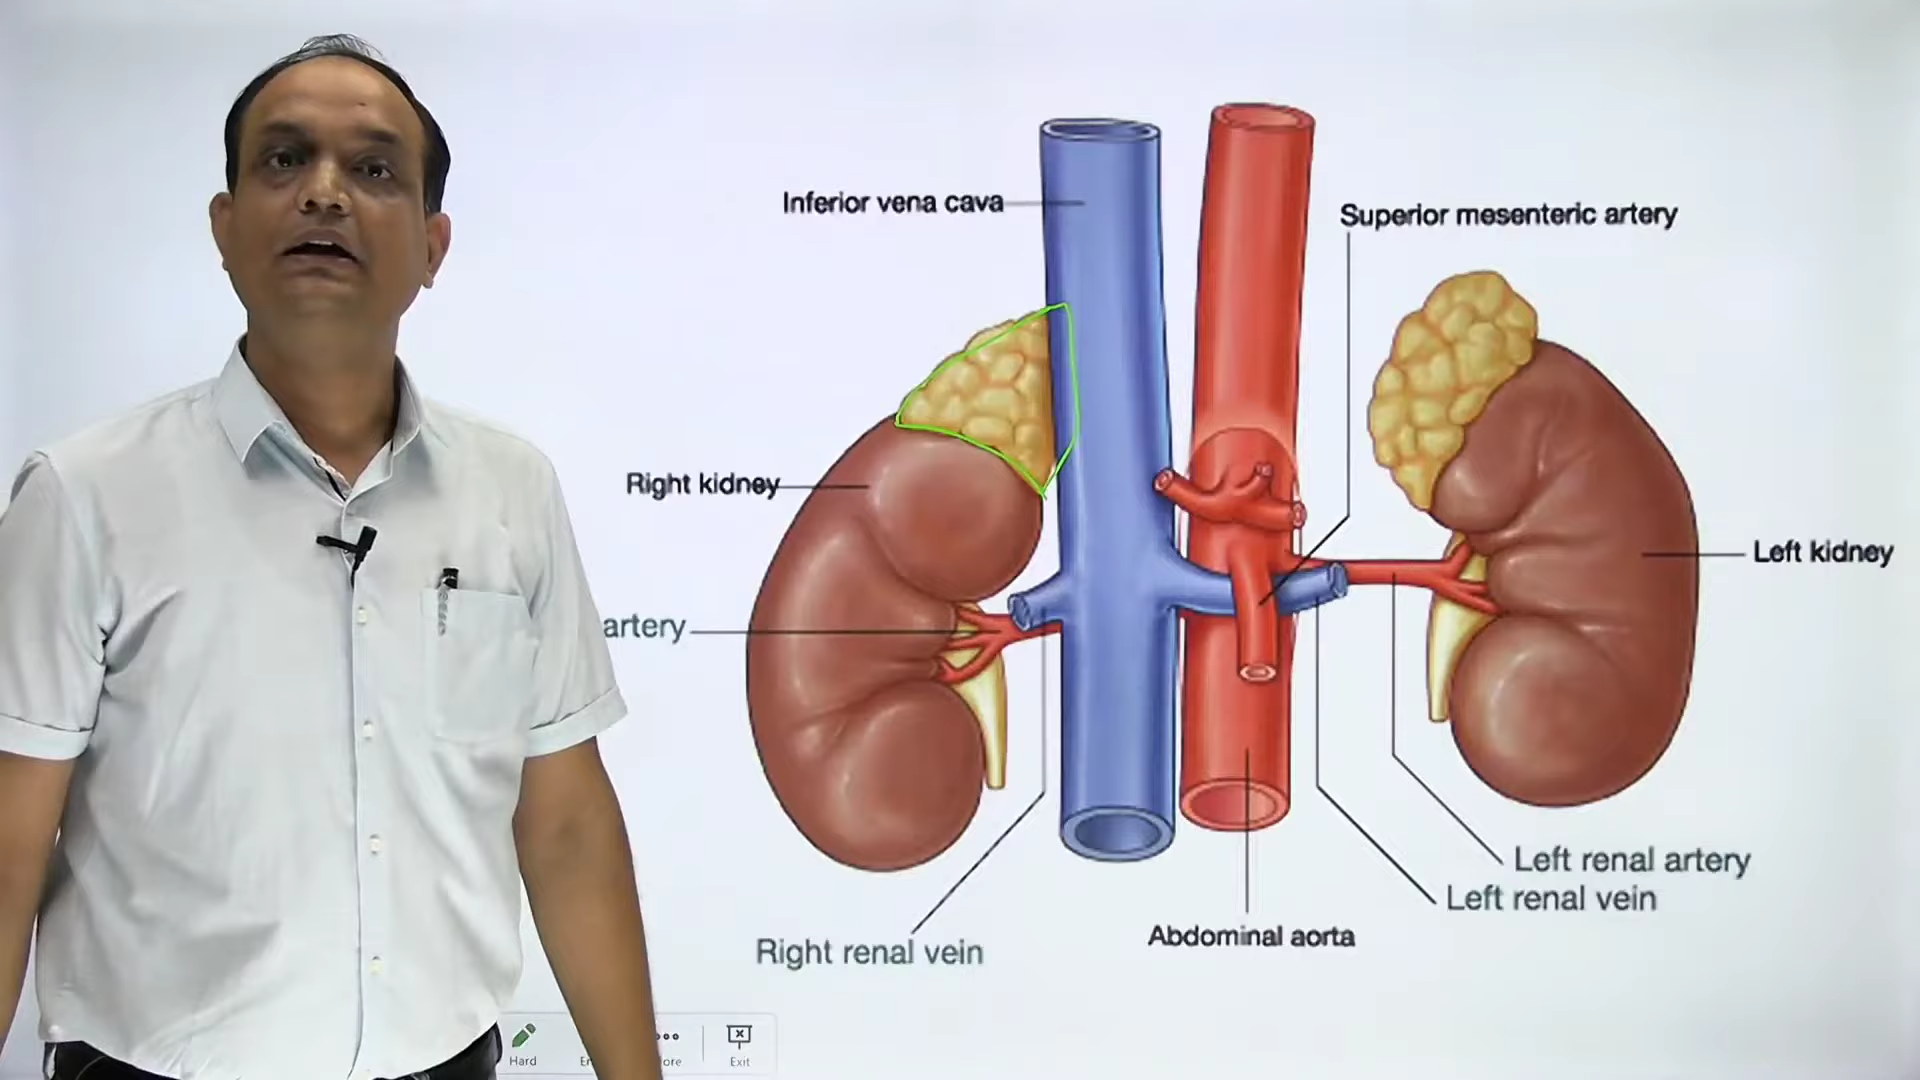 Inferior vena cava
Superior mesenteric artery
Right kidney
Left kidney
artery
Left renal artery
Left renal vein
Abdominal aorta
Right renal vein
Hard
Exit